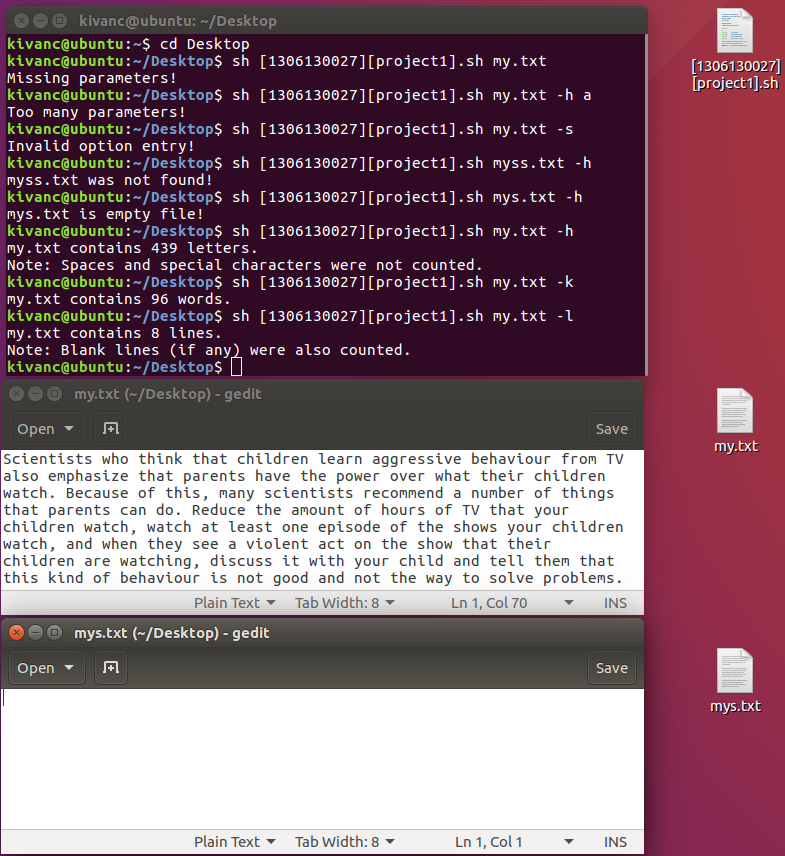 kivanc@ubuntu: ~/Desktop
kivanc@ubuntu:~$ cd Desktop
kivanc@ubuntu:~/Desktop$ sh [1306130027][project1].sh my.txt
Missing parameters!
kivanc@ubuntu:~/Desktop$ sh [1306130027][project1].sh my.txt -h a
Too many parameters!
kivanc@ubuntu:~/Desktop$ sh [1306130027][project1].sh my.txt -s
Invalid option entry!
kivanc@ubuntu:~/Desktop$ sh [1306130027][project1].sh myss.txt -h
myss.txt was not found!
kivanc@ubuntu:~/Desktop$ sh [1306130027][project1].sh mys.txt -h
mys.txt is empty file!
kivanc@ubuntu:~/Desktop$ sh [1306130027][project1].sh my.txt -h
my.txt contains 439 letters.
Note: Spaces and special characters were not counted.
kivanc@ubuntu:~/Desktop$ sh [1306130027][project1].sh my.txt -k
my.txt contains 96 words.
kivanc@ubuntu:~/Desktop$ sh [1306130027][project1].sh my.txt -l
my.txt contains 8 lines.
Note: Blank lines (if any) were also counted.
kivanc@ubuntu:~/Desktop$
[1306130027]
[project1].sh
my.txt (~/Desktop) - gedit
Open
Save
Scientists who think that children learn aggressive behaviour from TV
also emphasize that parents have the power over what their children
watch. Because of this, many scientists recommend a number of things
that parents can do. Reduce the amount of hours of TV that your
children watch, watch at least one episode of the shows your children
watch, and when they see a violent act on the show that their
children are watching, discuss it with your child and tell them that
this kind of behaviour is not good and not the way to solve problems.
Plain Text Tab Width: 8 Ln 1, Col 70 INS
my.txt
mys.txt (~/Desktop) - gedit
Open
Save
Plain Text Tab Width: 8 Ln 1, Col 1 INS
mys.txt